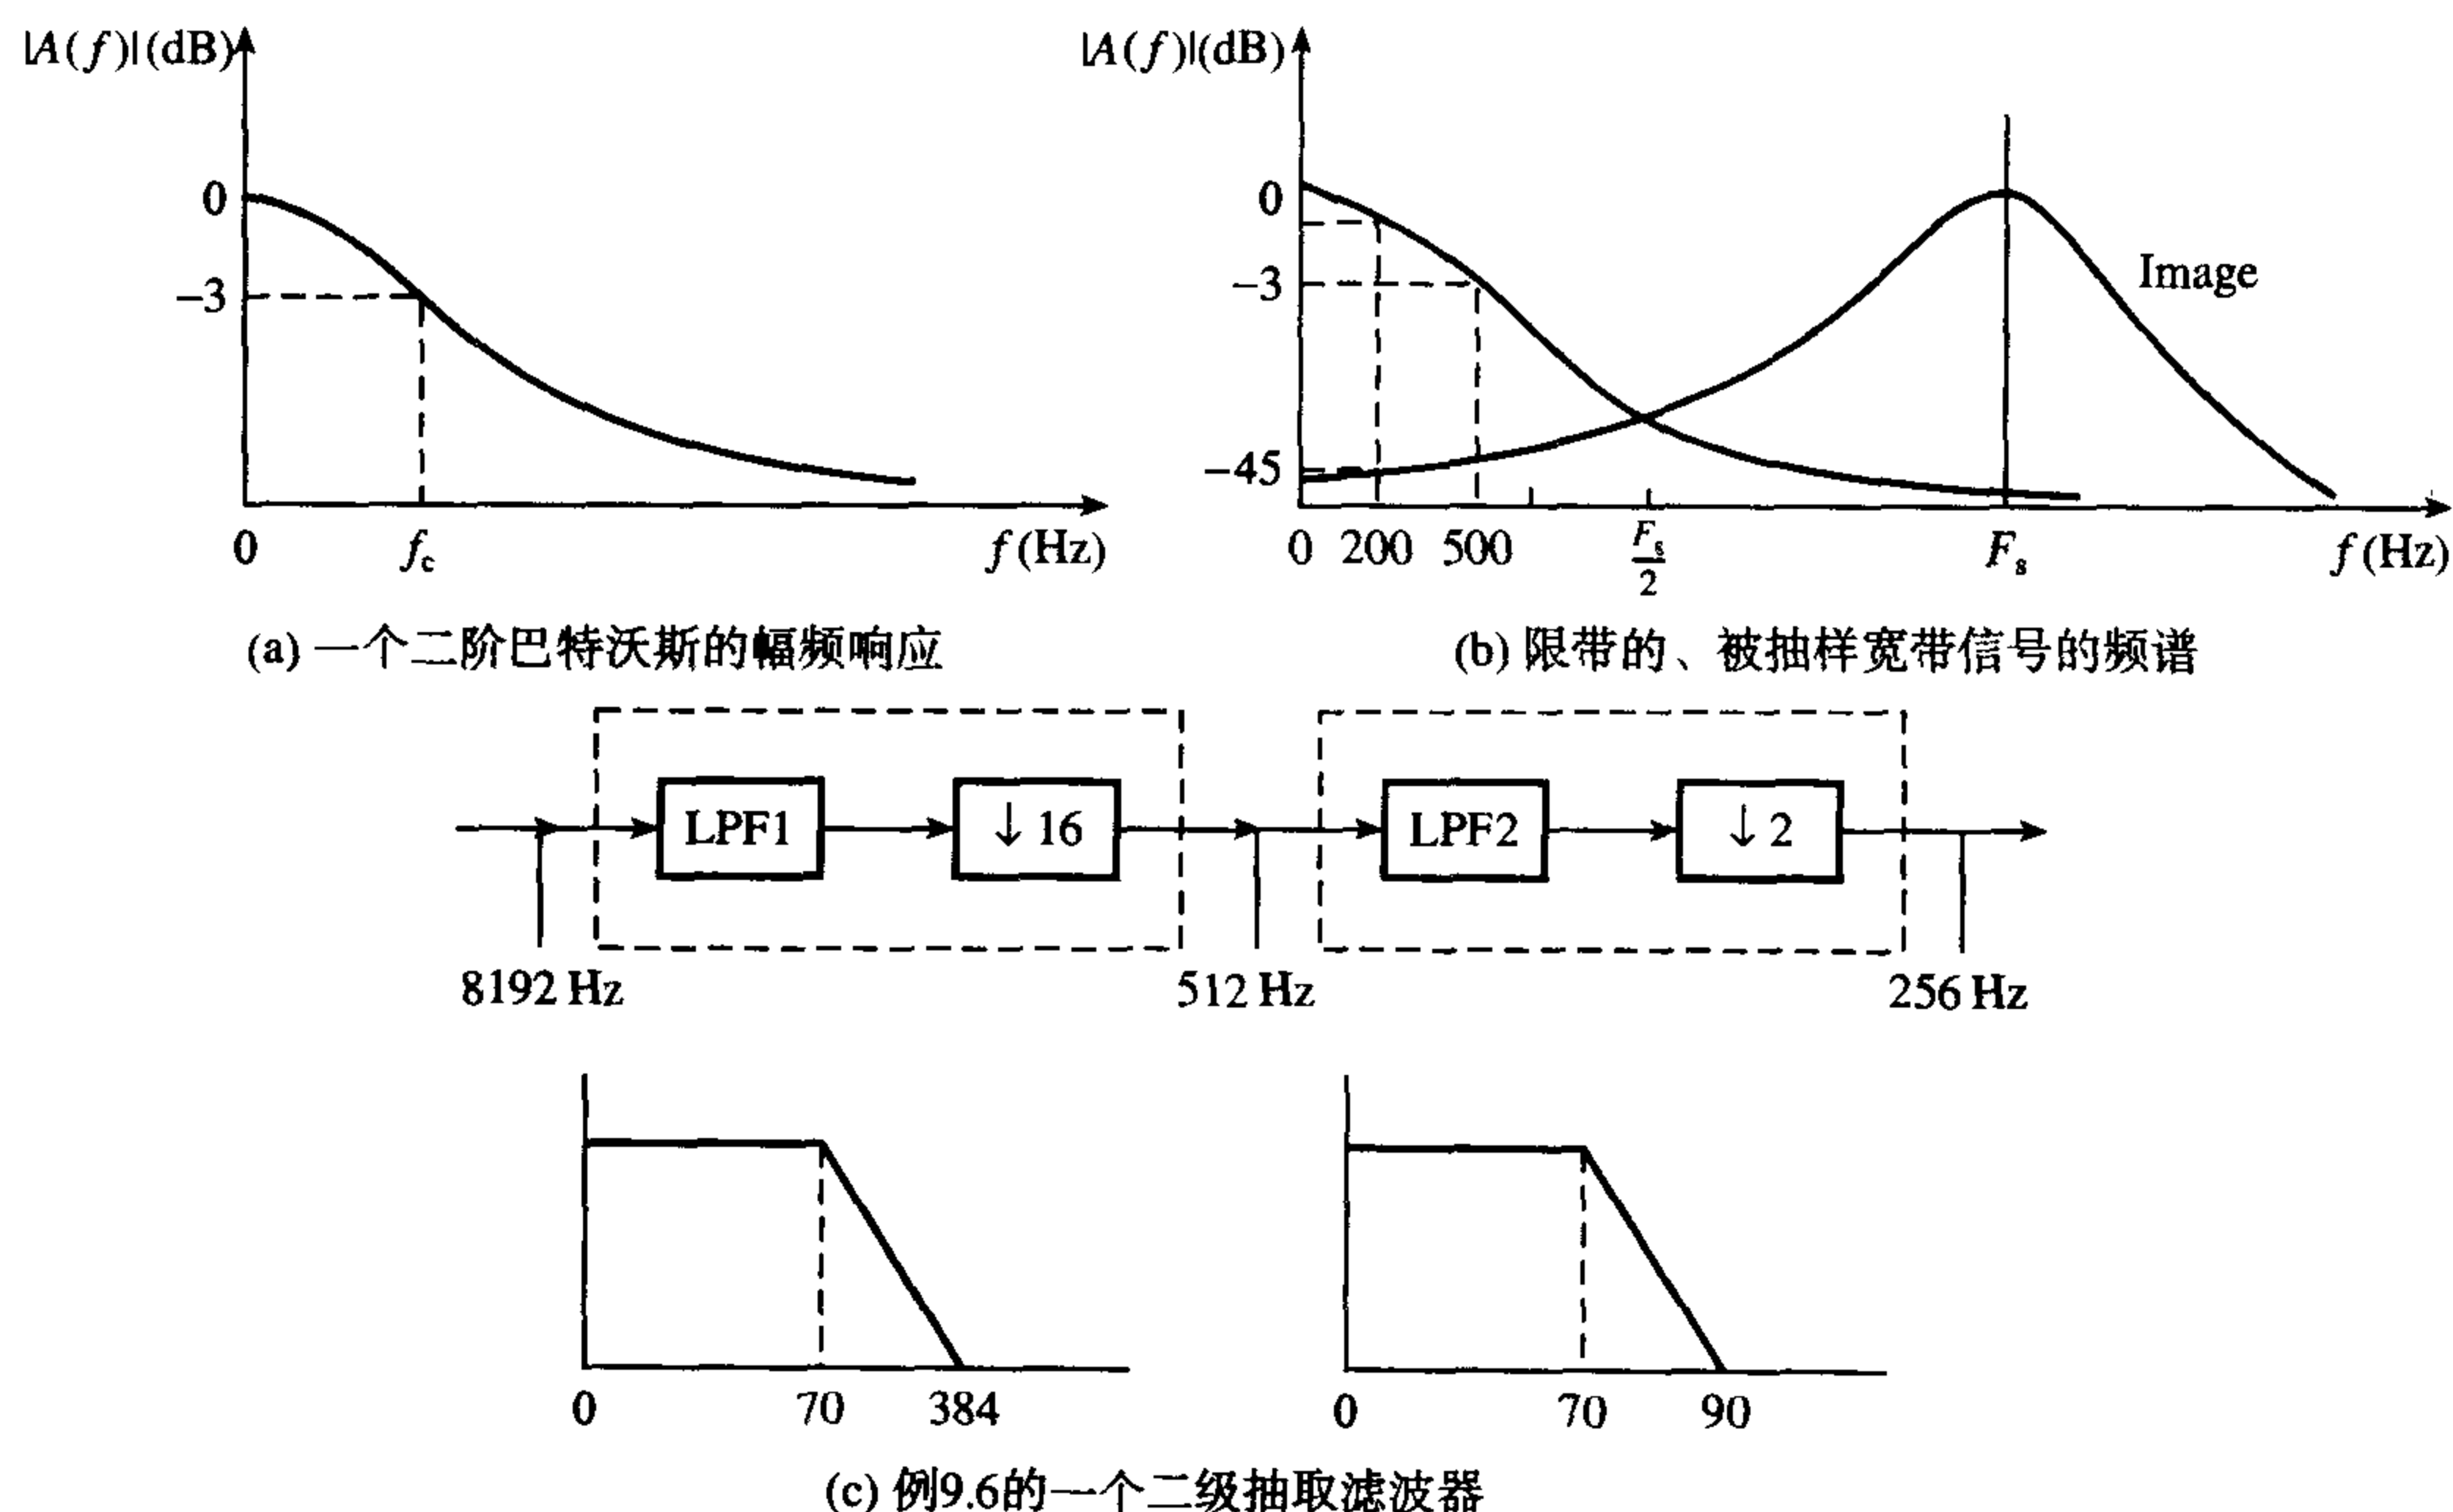 |A(f)|(dB)
0
−3
0
f_c
f(Hz)
(a) 一个二阶巴特沃斯的幅频响应
|A(f)|(dB)
0
−3
−45
Image
0 200 500 F_s/2 F_s f(Hz)
(b) 限带的、被抽样宽带信号的频谱
LPF1
↓ 16
LPF2
↓ 2
8192 Hz
512 Hz
256 Hz
0 70 384
0 70 90
(c) 例9.6的一个二级抽取滤波器